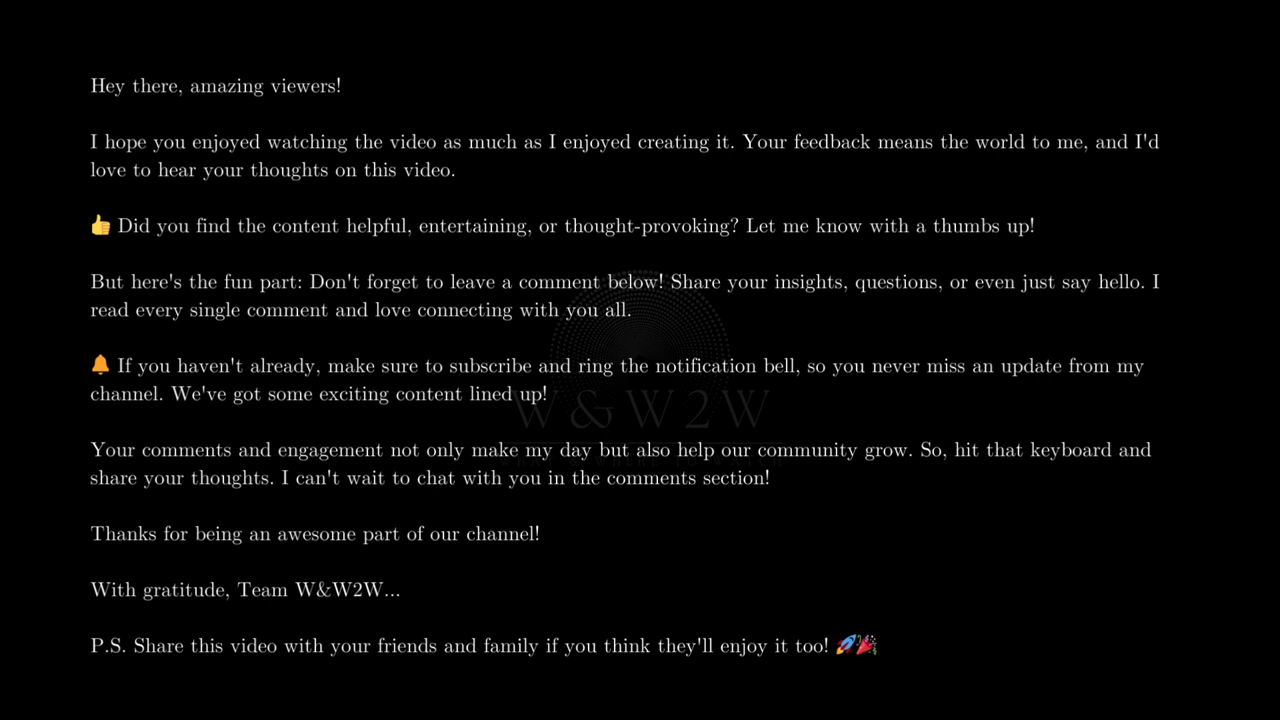 Hey there, amazing viewers!
I hope you enjoyed watching the video as much as I enjoyed creating it. Your feedback means the world to me, and I'd
love to hear your thoughts on this video.
👍 Did you find the content helpful, entertaining, or thought-provoking? Let me know with a thumbs up!
But here's the fun part: Don't forget to leave a comment below! Share your insights, questions, or even just say hello. I
read every single comment and love connecting with you all.
🔔 If you haven't already, make sure to subscribe and ring the notification bell, so you never miss an update from my
channel. We've got some exciting content lined up!
W&W2W
Your comments and engagement not only make my day but also help our community grow. So, hit that keyboard and
share your thoughts. I can't wait to chat with you in the comments section!
Thanks for being an awesome part of our channel!
With gratitude, Team W&W2W...
P.S. Share this video with your friends and family if you think they'll enjoy it too! 🚀🎉